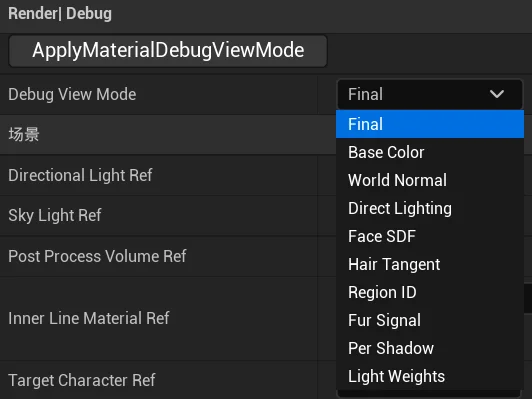 Render| Debug
ApplyMaterialDebugViewMode
Debug View Mode
Final
Final
场景
Base Color
Directional Light Ref
World Normal
Direct Lighting
Sky Light Ref
Face SDF
Post Process Volume Ref
Hair Tangent
Region ID
Inner Line Material Ref
Fur Signal
Per Shadow
Target Character Ref
Light Weights